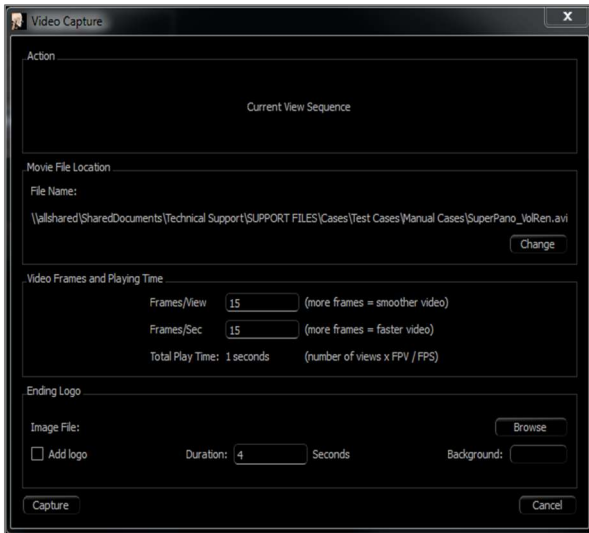 Video Capture
X
Action
Current View Sequence
Movie File Location
File Name:
\\allshared\SharedDocuments\Technical Support\SUPPORT FILES\Cases\Test Cases\Manual Cases\SuperPano_VolRen.avi
Change
Video Frames and Playing Time
Frames/View 15 (more frames = smoother video)
Frames/Sec 15 (more frames = faster video)
Total Play Time: 1 seconds (number of views x FPV / FPS)
Ending Logo
Image File: Browse
Add logo Duration: 4 Seconds Background:
Capture Cancel